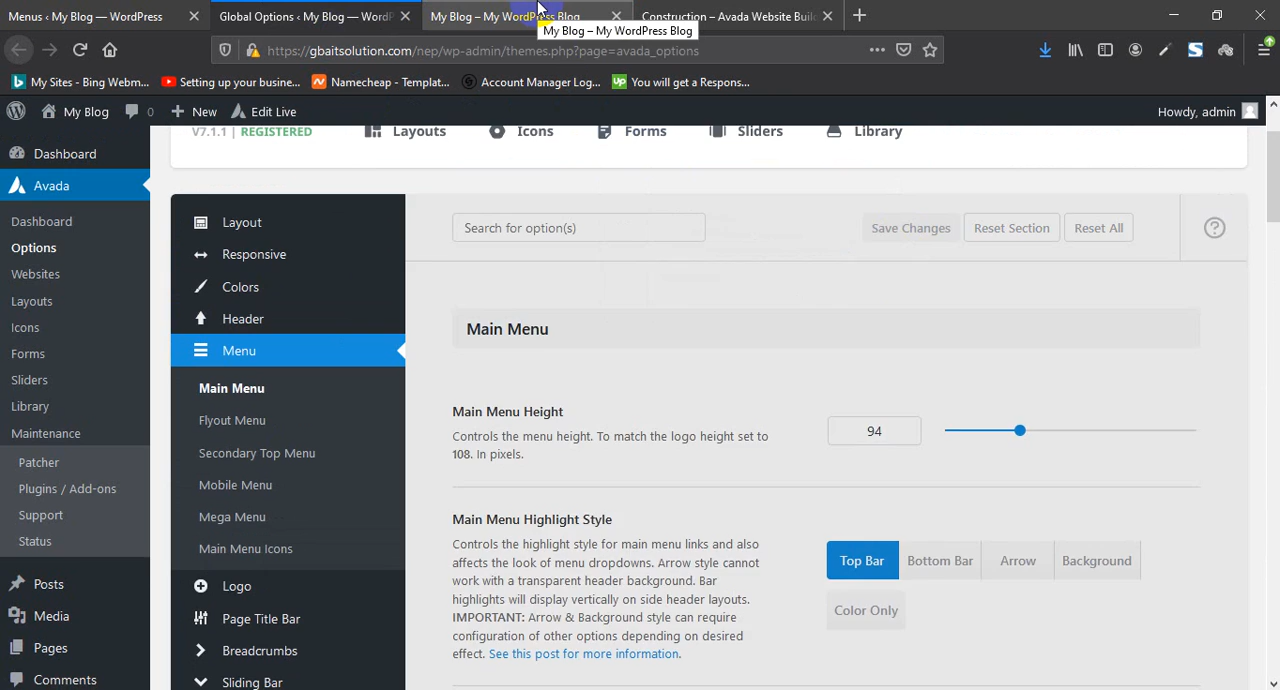 Menus ‹ My Blog — WordPress
Global Options ‹ My Blog — WordP
My Blog – My WordPress Blog
Construction – Avada Website Buil
My Blog – My WordPress Blog
https://gbaitsolution.com/nep/wp-admin/themes.php?page=avada_options
My Sites - Bing Webm...
Setting up your busine...
Namecheap - Templat...
Account Manager Log...
You will get a Respons...
My Blog
0
New
Edit Live
Howdy, admin
V7.1.1 | REGISTERED
Layouts
Icons
Forms
Sliders
Library
Dashboard
Avada
Dashboard
Options
Websites
Layouts
Icons
Forms
Sliders
Library
Maintenance
Patcher
Plugins / Add-ons
Support
Status
Posts
Media
Pages
Comments
Layout
Responsive
Colors
Header
Menu
Main Menu
Flyout Menu
Secondary Top Menu
Mobile Menu
Mega Menu
Main Menu Icons
Logo
Page Title Bar
Breadcrumbs
Sliding Bar
Search for option(s)
Save Changes
Reset Section
Reset All
Main Menu
Main Menu Height
Controls the menu height. To match the logo height set to
108. In pixels.
94
Main Menu Highlight Style
Controls the highlight style for main menu links and also
affects the look of menu dropdowns. Arrow style cannot
work with a transparent header background. Bar
highlights will display vertically on side header layouts.
IMPORTANT: Arrow & Background style can require
configuration of other options depending on desired
effect. See this post for more information.
Top Bar
Bottom Bar
Arrow
Background
Color Only